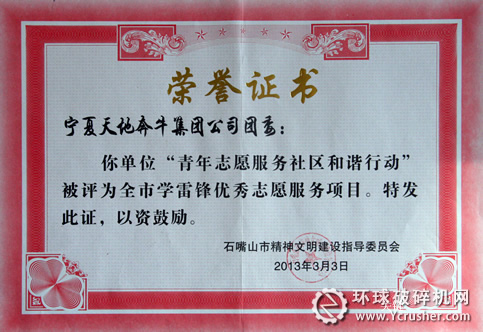 荣誉证书
宁夏天地奔牛集团公司团委：
你单位“青年志愿服务社区和谐行动”
被评为全市学雷锋优秀志愿服务项目。特发
此证，以资鼓励。
石嘴山市精神文明建设指导委员会
2013年3月3日
环球破碎机网
Ycrusher.com